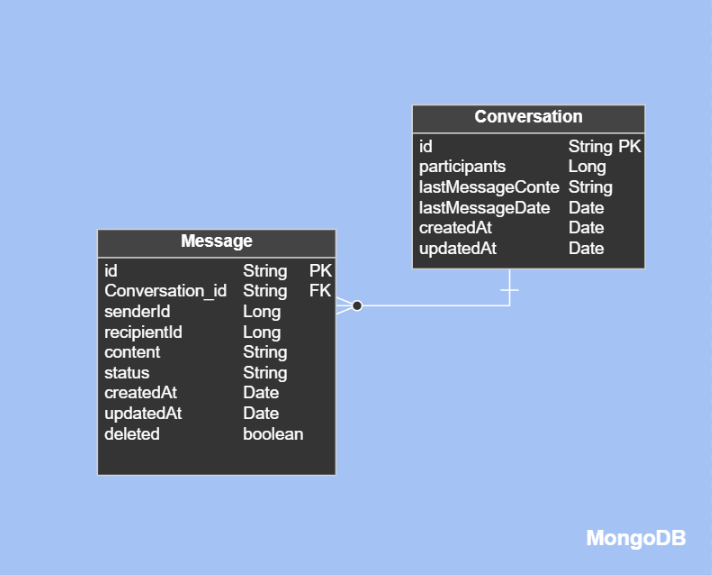 Conversation
id String PK
participants Long
lastMessageConte String
lastMessageDate Date
createdAt Date
updatedAt Date
Message
id String PK
Conversation_id String FK
senderId Long
recipientId Long
content String
status String
createdAt Date
updatedAt Date
deleted boolean
MongoDB